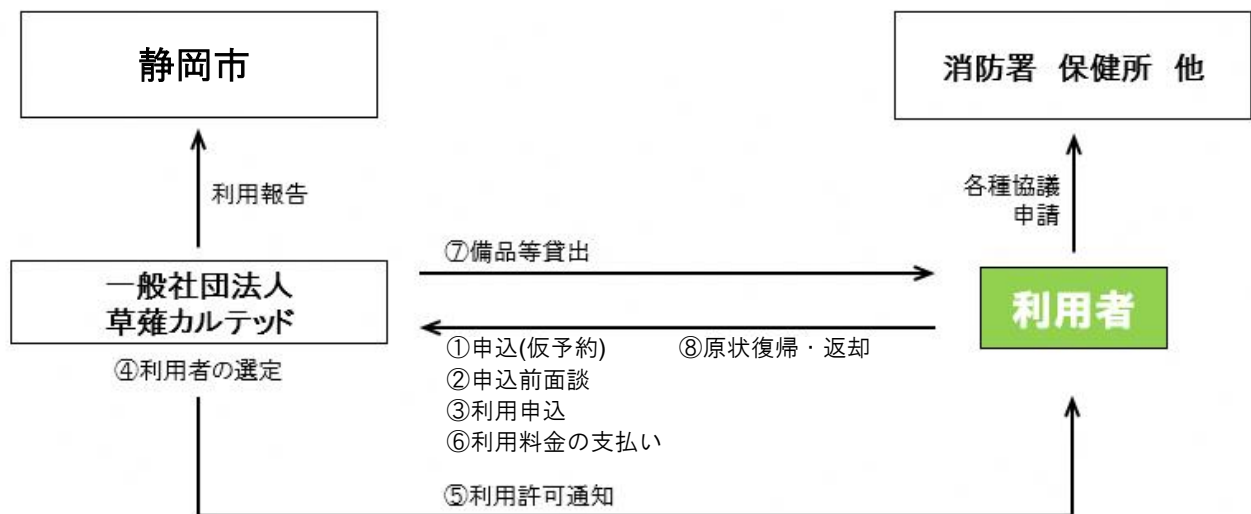 静岡市
消防署 保健所 他
利用報告
各種協議
申請
⑦備品等貸出
一般社団法人
草薙カルテッド
利用者
④利用者の選定
①申込(仮予約)
⑧原状復帰・返却
②申込前面談
③利用申込
⑥利用料金の支払い
⑤利用許可通知